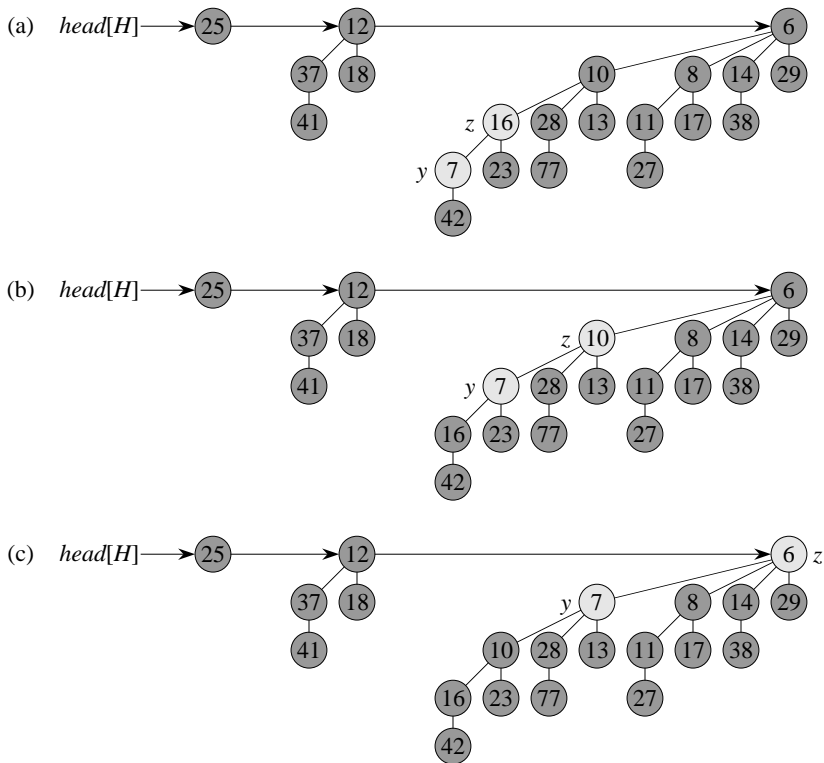 (a) head[H] 25 12 6
37 18 10 8 14 29
41 z 16 28 13 11 17 38
y 7 23 77 27
42
(b) head[H] 25 12 6
37 18 z 10 8 14 29
41 y 7 28 13 11 17 38
16 23 77 27
42
(c) head[H] 25 12 6 z
37 18 y 7 8 14 29
41 10 28 13 11 17 38
16 23 77 27
42